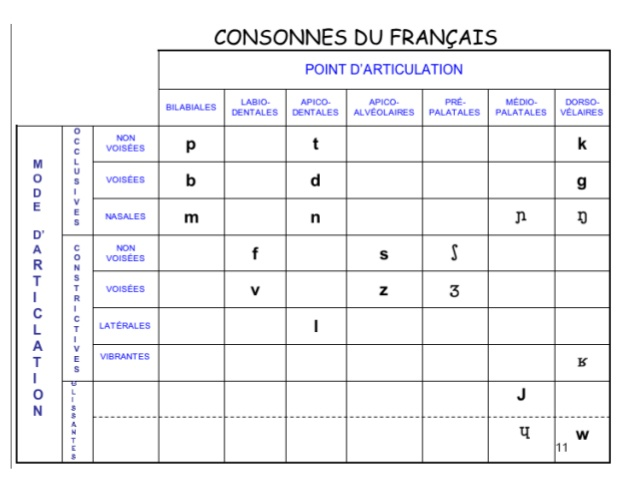 CONSONNES DU FRANÇAIS
POINT D'ARTICULATION
BILABIALES LABIO-DENTALES APICO-DENTALES APICO-ALVÉOLAIRES PRÉ-PALATALES MÉDIO-PALATALES DORSO-VÉLAIRES
MODE D'ARTICLATION
OCCLUSIVES
NON VOISÉES p t k
VOISÉES b d g
NASALES m n ɲ ŋ
CONSTRICTIVES
NON VOISÉES f s ʃ
VOISÉES v z ʒ
LATÉRALES l
VIBRANTES ʁ
GLISSANTES
J
ɥ w
11